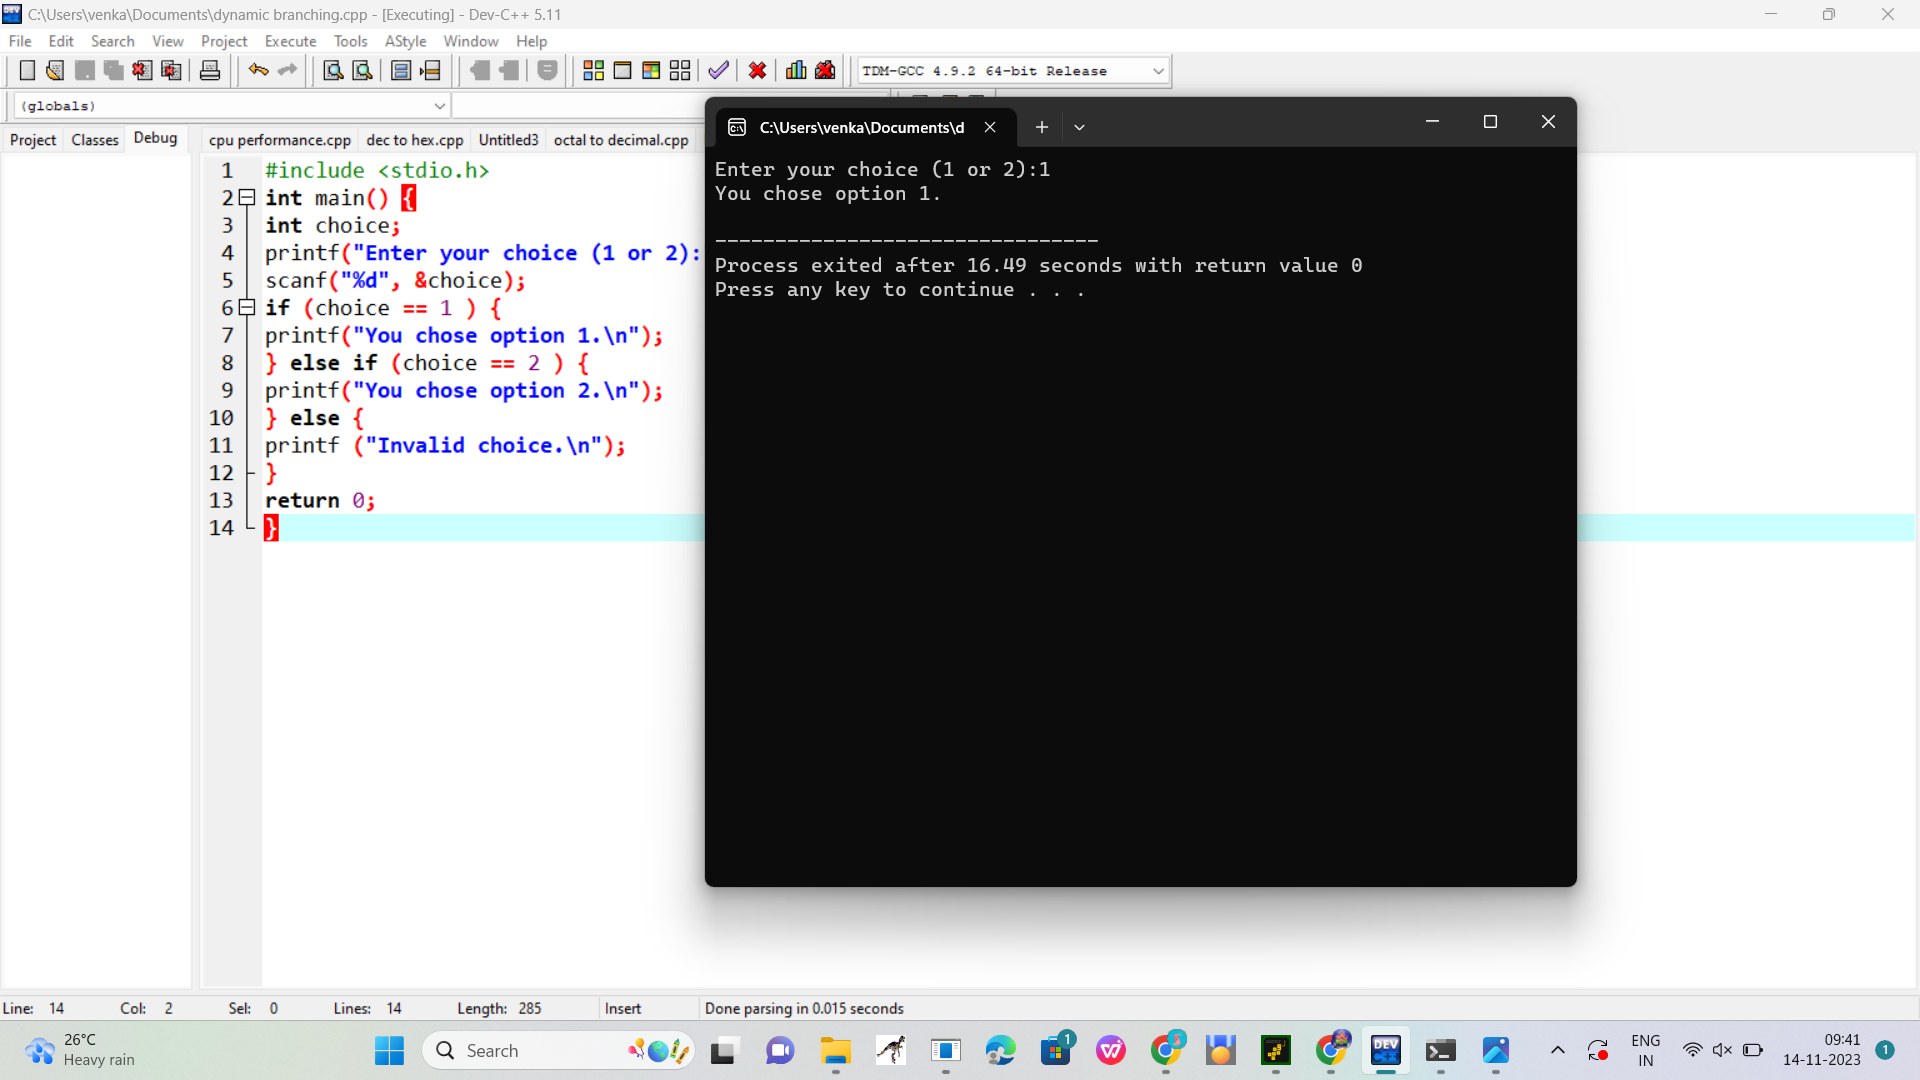 C:\Users\venka\Documents\dynamic branching.cpp - [Executing] - Dev-C++ 5.11
File Edit Search View Project Execute Tools AStyle Window Help
TDM-GCC 4.9.2 64-bit Release
(globals)
Project Classes Debug
cpu performance.cpp dec to hex.cpp Untitled3 octal to decimal.cpp
1 #include <stdio.h>
2 int main() {
3 int choice;
4 printf("Enter your choice (1 or 2):
5 scanf("%d", &choice);
6 if (choice == 1 ) {
7 printf("You chose option 1.\n");
8 } else if (choice == 2 ) {
9 printf("You chose option 2.\n");
10 } else {
11 printf ("Invalid choice.\n");
12 }
13 return 0;
14 }
C:\Users\venka\Documents\d
Enter your choice (1 or 2):1
You chose option 1.
--------------------------------
Process exited after 16.49 seconds with return value 0
Press any key to continue . . .
Line: 14 Col: 2 Sel: 0 Lines: 14 Length: 285 Insert Done parsing in 0.015 seconds
26°C
Heavy rain
Search
1
DEV
ENG
IN
09:41
14-11-2023
1